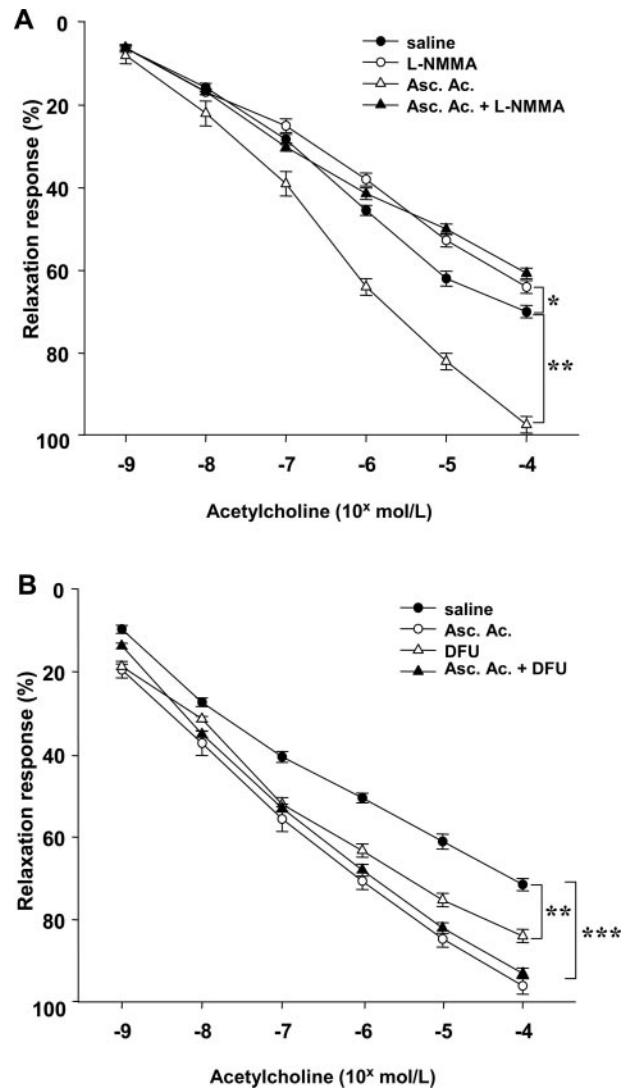 A
0
20
40
60
80
100
Relaxation response (%)
saline
L-NMMA
Asc. Ac.
Asc. Ac. + L-NMMA
*
**
-9 -8 -7 -6 -5 -4
Acetylcholine (10ˣ mol/L)
B
0
20
40
60
80
100
Relaxation response (%)
saline
Asc. Ac.
DFU
Asc. Ac. + DFU
**
***
-9 -8 -7 -6 -5 -4
Acetylcholine (10ˣ mol/L)